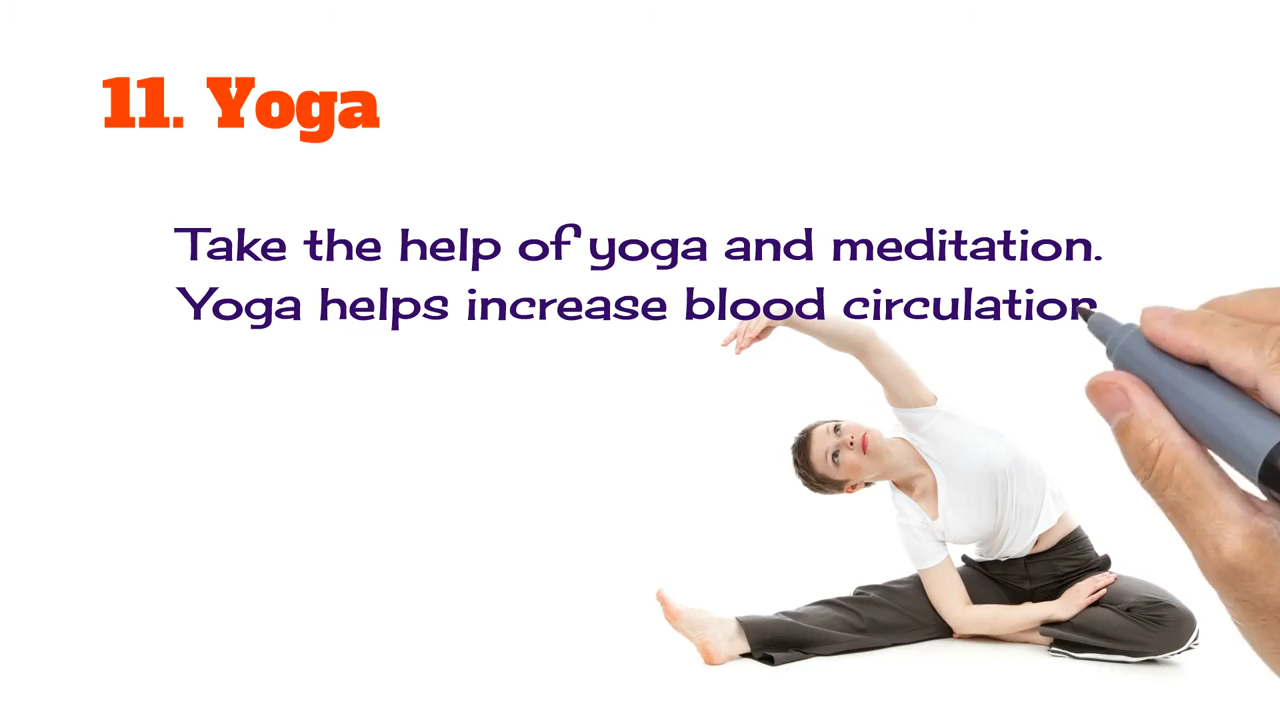 11. Yoga
Take the help of yoga and meditation.
Yoga helps increase blood circulation